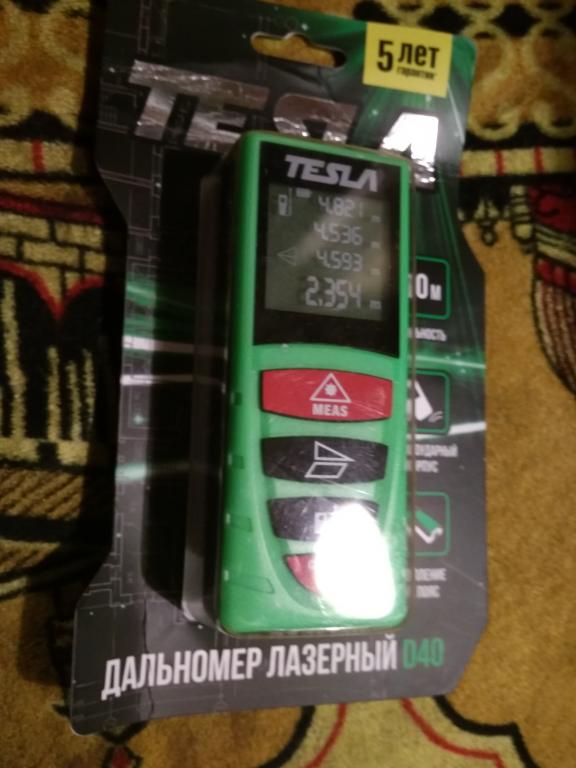 5 лет
гарантии
TESLA
TESLA
4.821 m
4.536 m
4.593 m
2.354 m
MEAS
ДАЛЬНОМЕР ЛАЗЕРНЫЙ D40